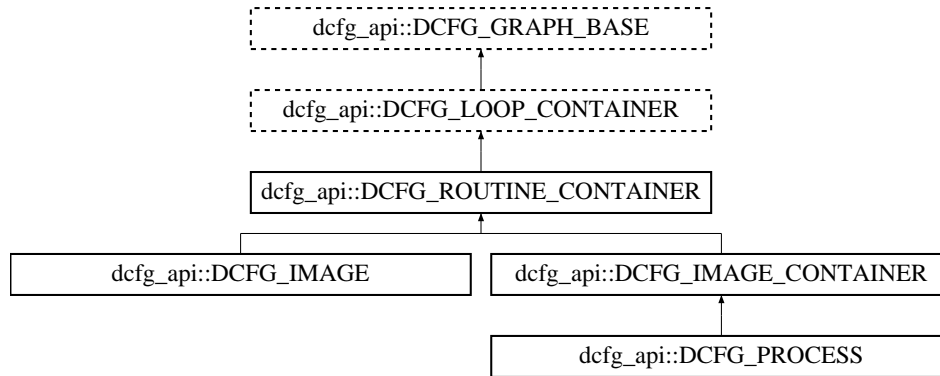 dcfg_api::DCFG_GRAPH_BASE
dcfg_api::DCFG_LOOP_CONTAINER
dcfg_api::DCFG_ROUTINE_CONTAINER
dcfg_api::DCFG_IMAGE
dcfg_api::DCFG_IMAGE_CONTAINER
dcfg_api::DCFG_PROCESS